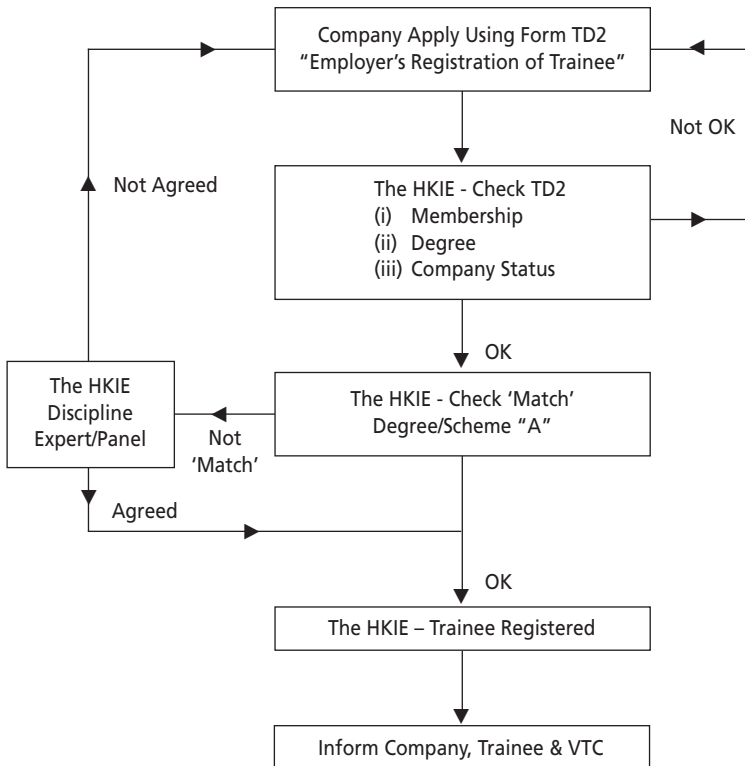 Company Apply Using Form TD2
“Employer’s Registration of Trainee”
Not OK
Not Agreed
The HKIE - Check TD2
(i) Membership
(ii) Degree
(iii) Company Status
OK
The HKIE
Discipline
Expert/Panel
Not
‘Match’
The HKIE - Check ‘Match’
Degree/Scheme “A”
Agreed
OK
The HKIE – Trainee Registered
Inform Company, Trainee & VTC